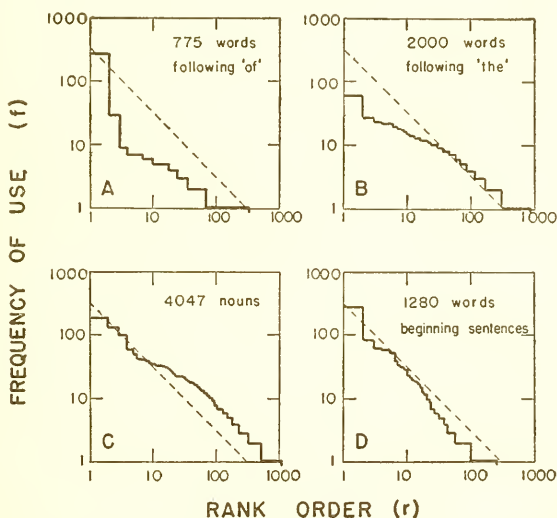 FREQUENCY OF USE (f)
1000
100
10
1
1 10 100 1000
775 words
following 'of'
A
1000
100
10
1
1 10 100 1000
2000 words
following 'the'
B
1000
100
10
1
1 10 100 1000
4047 nouns
C
1000
100
10
1
1 10 100 1000
1280 words
beginning sentences
D
RANK ORDER (r)